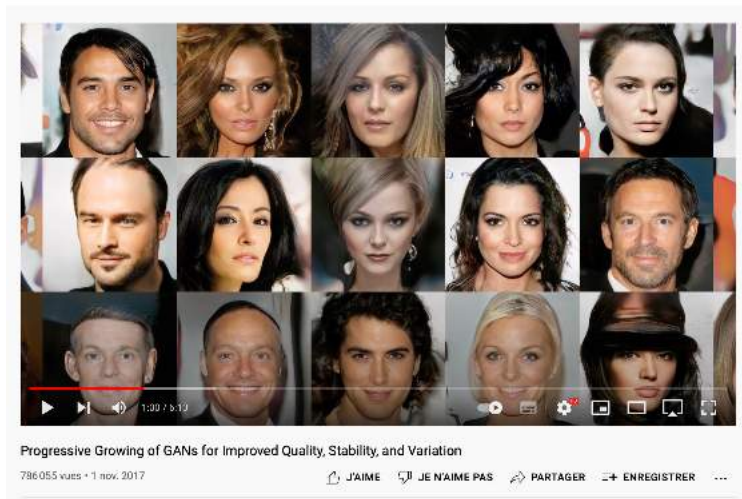 1:00 / 6:10
Progressive Growing of GANs for Improved Quality, Stability, and Variation
786 055 vues • 1 nov. 2017 J'AIME JE N'AIME PAS PARTAGER ENREGISTRER ...